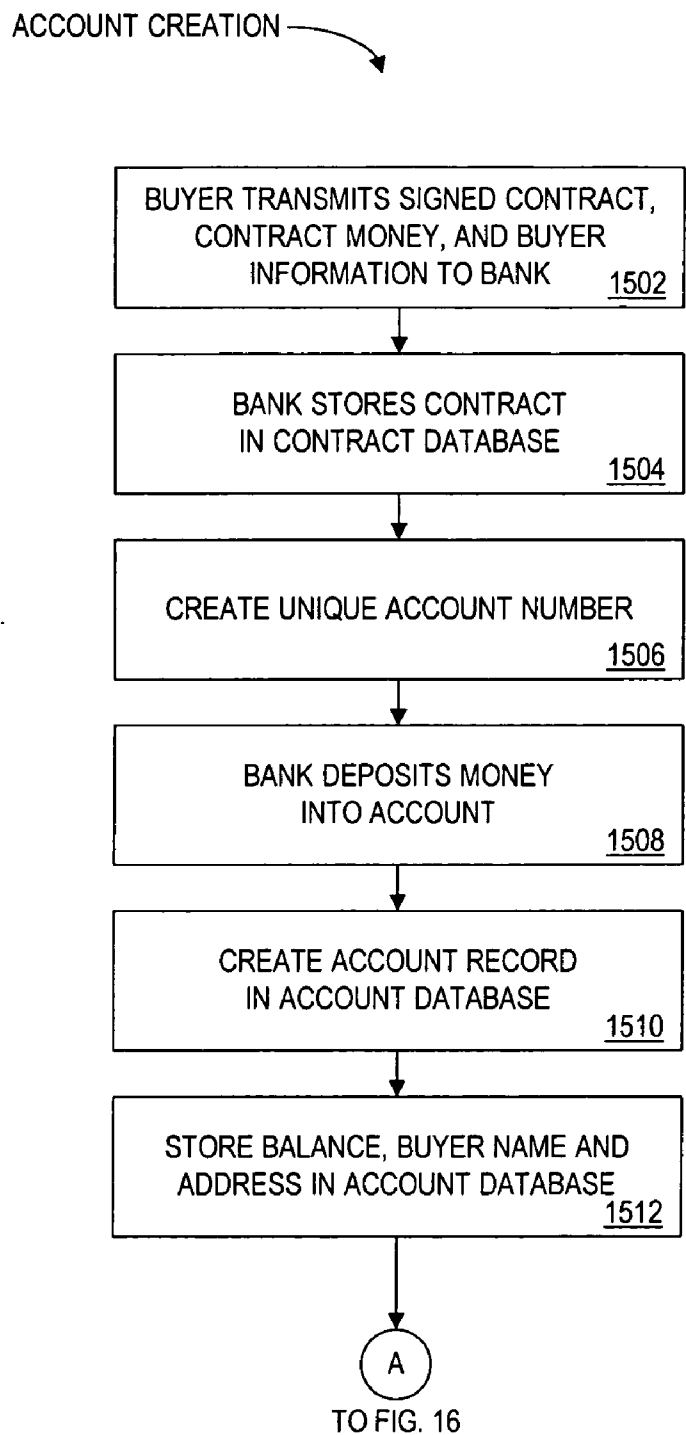 ACCOUNT CREATION
BUYER TRANSMITS SIGNED CONTRACT,
CONTRACT MONEY, AND BUYER
INFORMATION TO BANK
1502
BANK STORES CONTRACT
IN CONTRACT DATABASE
1504
CREATE UNIQUE ACCOUNT NUMBER
1506
BANK DEPOSITS MONEY
INTO ACCOUNT
1508
CREATE ACCOUNT RECORD
IN ACCOUNT DATABASE
1510
STORE BALANCE, BUYER NAME AND
ADDRESS IN ACCOUNT DATABASE
1512
A
TO FIG. 16